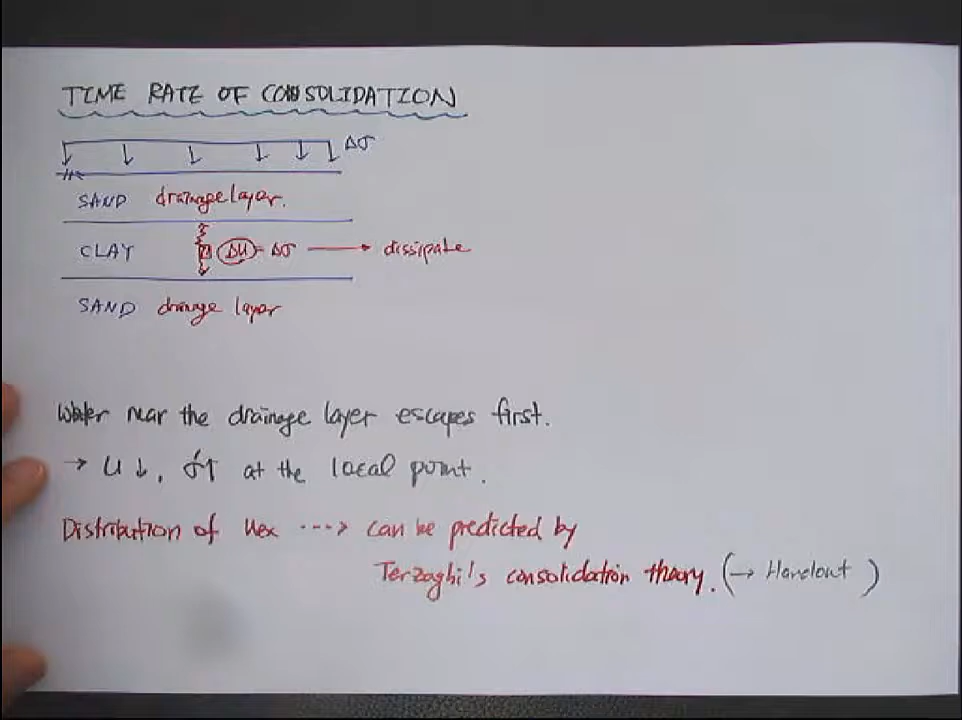 TIME RATE OF CONSOLIDATION
Δσ
SAND drainage layer.
CLAY Δu = Δσ → dissipate
SAND drainage layer
Water near the drainage layer escapes first.
→ u ↓, σ'↑ at the local point.
Distribution of uex ----> can be predicted by
Terzaghi's consolidation theory. (→ Handout)